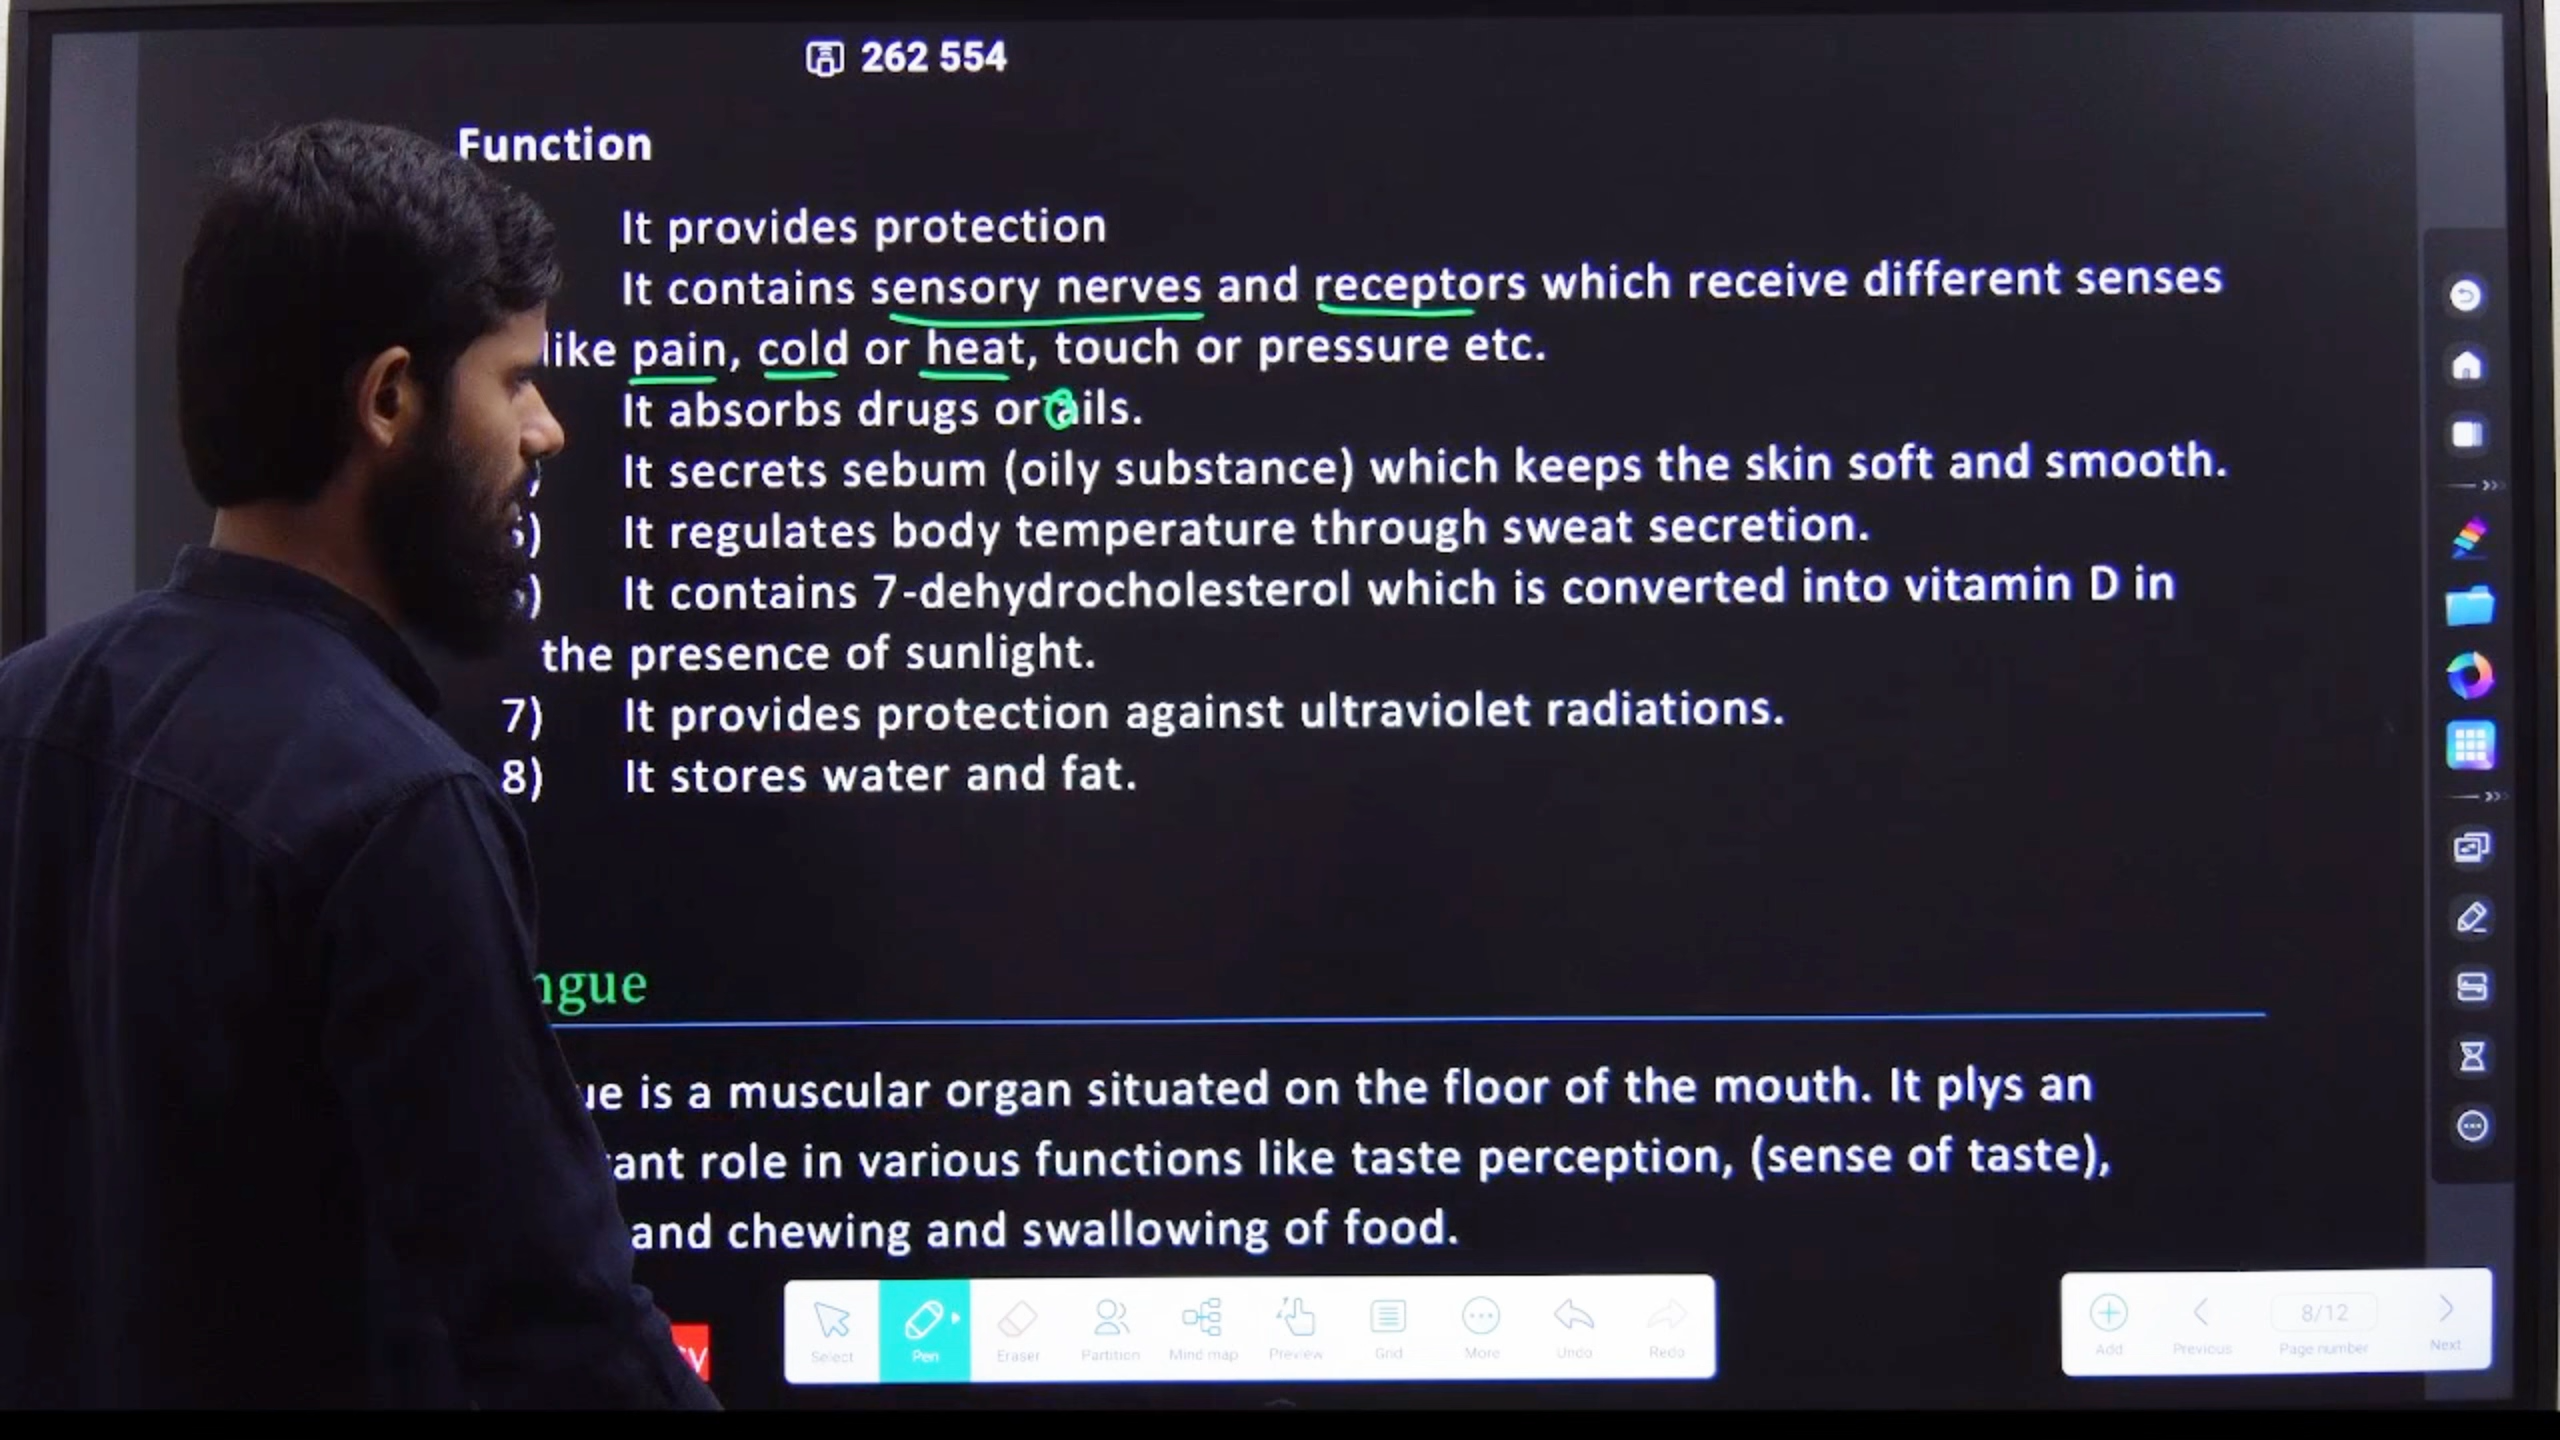 262 554
Function
It provides protection
It contains sensory nerves and receptors which receive different senses
like pain, cold or heat, touch or pressure etc.
It absorbs drugs or ails.
It secrets sebum (oily substance) which keeps the skin soft and smooth.
It regulates body temperature through sweat secretion.
It contains 7-dehydrocholesterol which is converted into vitamin D in
the presence of sunlight.
7) It provides protection against ultraviolet radiations.
8) It stores water and fat.
ngue
is a muscular organ situated on the floor of the mouth. It plys an
ant role in various functions like taste perception, (sense of taste),
and chewing and swallowing of food.
Select Pen Eraser Partition Mind map Preview Grid More Undo Redo
8/12
Add Previous Page number Next